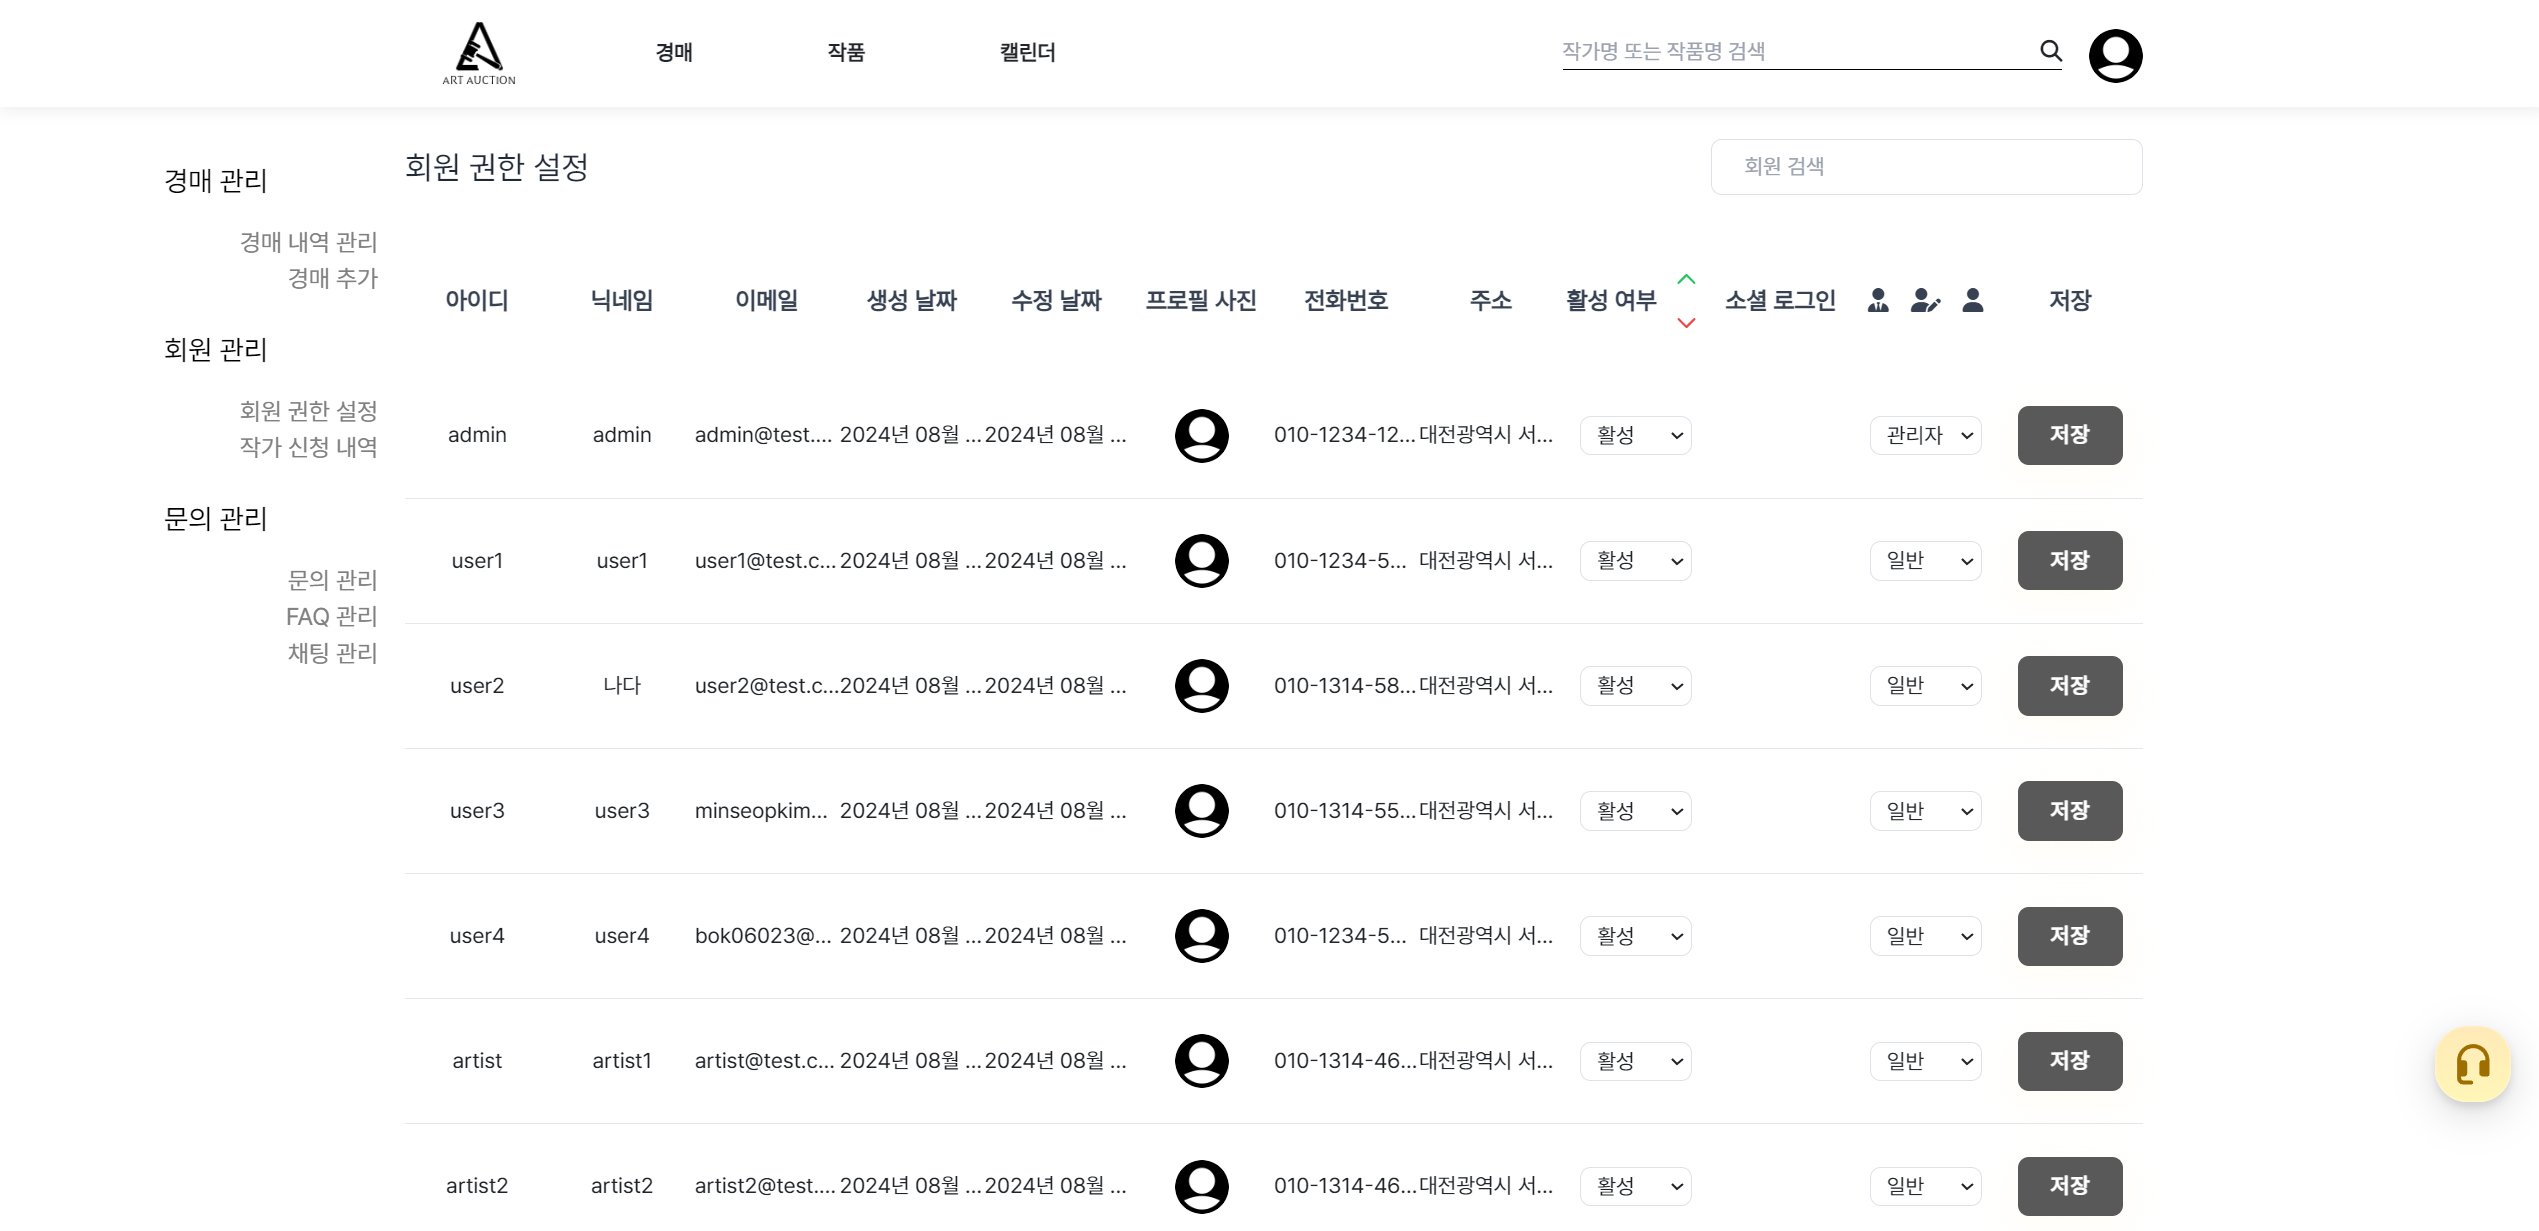 ART AUCTION
경매
작품
캘린더
작가명 또는 작품명 검색
경매 관리
경매 내역 관리
경매 추가
회원 관리
회원 권한 설정
작가 신청 내역
문의 관리
문의 관리
FAQ 관리
채팅 관리
회원 권한 설정
회원 검색
아이디 닉네임 이메일 생성 날짜 수정 날짜 프로필 사진 전화번호 주소 활성 여부 소셜 로그인 저장
admin admin admin@test.... 2024년 08월 ... 2024년 08월 ... 010-1234-12... 대전광역시 서... 활성 관리자 저장
user1 user1 user1@test.c... 2024년 08월 ... 2024년 08월 ... 010-1234-5... 대전광역시 서... 활성 일반 저장
user2 나다 user2@test.c... 2024년 08월 ... 2024년 08월 ... 010-1314-58... 대전광역시 서... 활성 일반 저장
user3 user3 minseopkim... 2024년 08월 ... 2024년 08월 ... 010-1314-55... 대전광역시 서... 활성 일반 저장
user4 user4 bok06023@... 2024년 08월 ... 2024년 08월 ... 010-1234-5... 대전광역시 서... 활성 일반 저장
artist artist1 artist@test.c... 2024년 08월 ... 2024년 08월 ... 010-1314-46... 대전광역시 서... 활성 일반 저장
artist2 artist2 artist2@test.... 2024년 08월 ... 2024년 08월 ... 010-1314-46... 대전광역시 서... 활성 일반 저장